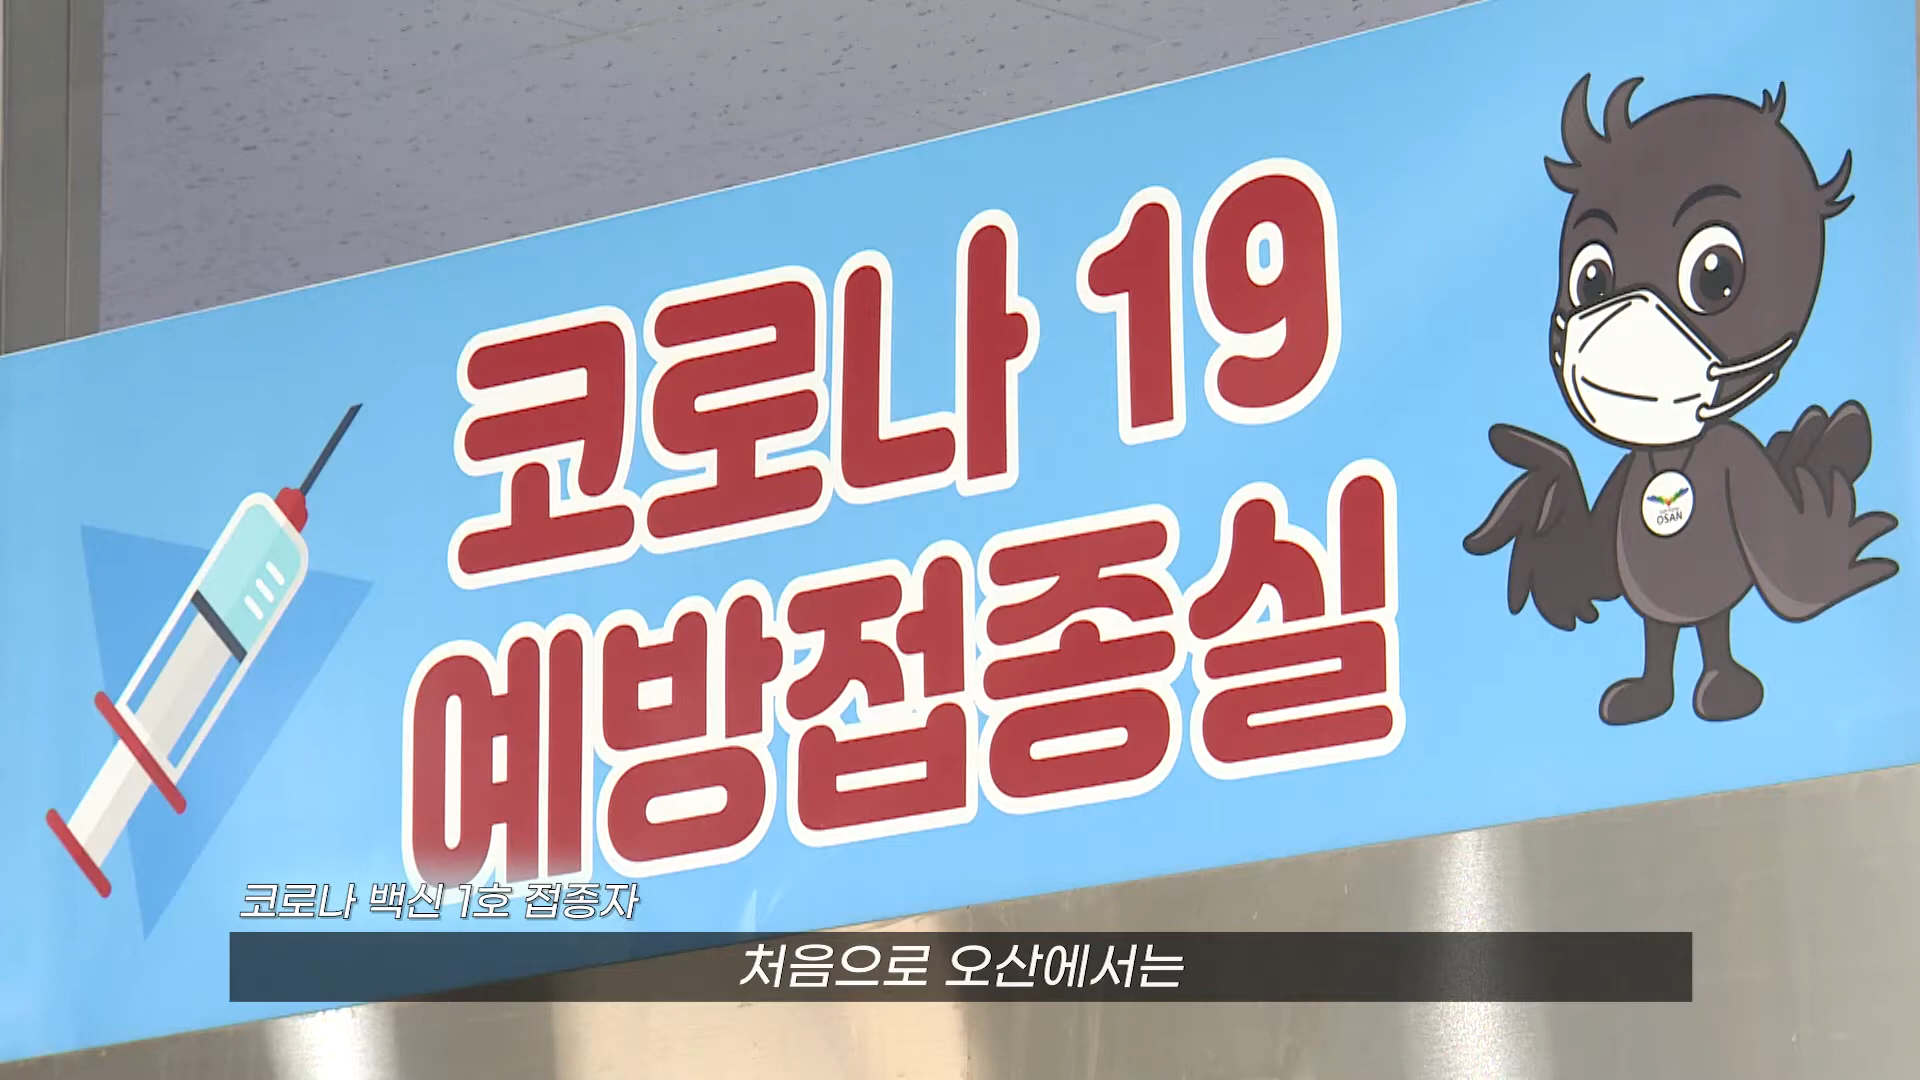 코로나 19
예방접종실
OSAN
코로나 백신 1호 접종자
처음으로 오산에서는